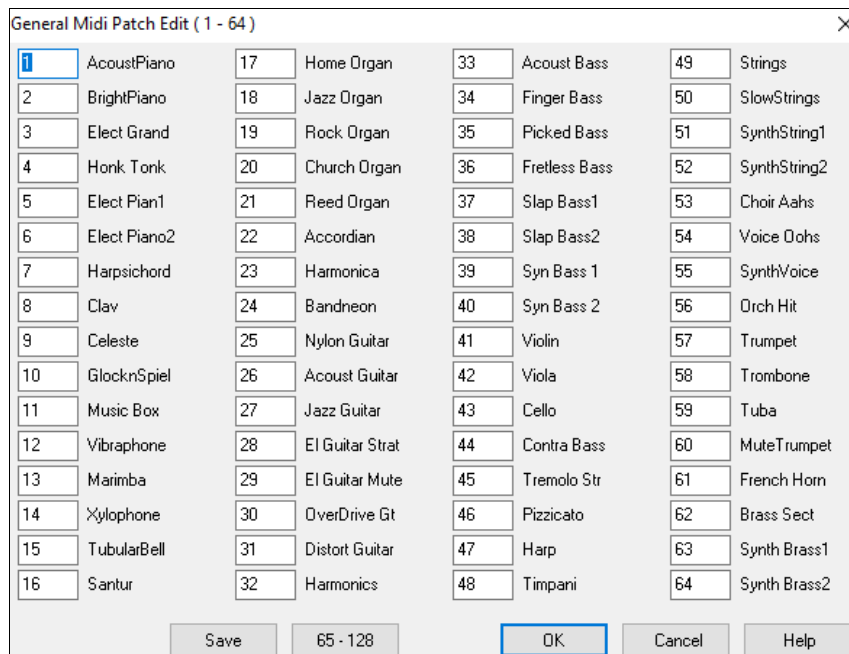 General Midi Patch Edit ( 1 - 64 )
1 AcoustPiano 17 Home Organ 33 Acoust Bass 49 Strings
2 BrightPiano 18 Jazz Organ 34 Finger Bass 50 SlowStrings
3 Elect Grand 19 Rock Organ 35 Picked Bass 51 SynthString1
4 Honk Tonk 20 Church Organ 36 Fretless Bass 52 SynthString2
5 Elect Pian1 21 Reed Organ 37 Slap Bass1 53 Choir Aahs
6 Elect Piano2 22 Accordian 38 Slap Bass2 54 Voice Oohs
7 Harpsichord 23 Harmonica 39 Syn Bass 1 55 SynthVoice
8 Clav 24 Bandneon 40 Syn Bass 2 56 Orch Hit
9 Celeste 25 Nylon Guitar 41 Violin 57 Trumpet
10 GlocknSpiel 26 Acoust Guitar 42 Viola 58 Trombone
11 Music Box 27 Jazz Guitar 43 Cello 59 Tuba
12 Vibraphone 28 El Guitar Strat 44 Contra Bass 60 MuteTrumpet
13 Marimba 29 El Guitar Mute 45 Tremolo Str 61 French Horn
14 Xylophone 30 OverDrive Gt 46 Pizzicato 62 Brass Sect
15 TubularBell 31 Distort Guitar 47 Harp 63 Synth Brass1
16 Santur 32 Harmonics 48 Timpani 64 Synth Brass2
Save 65 - 128 OK Cancel Help